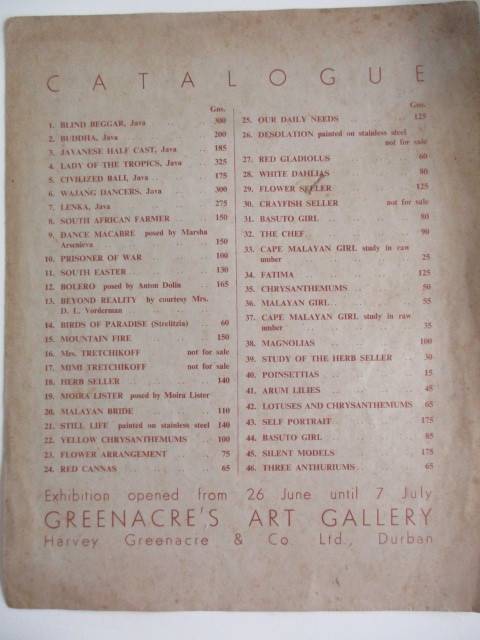 CATALOGUE
Gns.
1. BLIND BEGGAR, Java 300
2. BUDDHA, Java 200
3. JAVANESE HALF CAST, Java 185
4. LADY OF THE TROPICS, Java 325
5. CIVILIZED BALI, Java 175
6. WAJANG DANCERS, Java 300
7. LENKA, Java 275
8. SOUTH AFRICAN FARMER 150
9. DANCE MACABRE posed by Marsha
Arsenieva 150
10. PRISONER OF WAR 100
11. SOUTH EASTER 130
12. BOLERO posed by Anton Dolin 165
13. BEYOND REALITY by courtesy Mrs.
D. L. Vorderman
14. BIRDS OF PARADISE (Strelitzia) 60
15. MOUNTAIN FIRE 150
16. Mrs. TRETCHIKOFF not for sale
17. MIMI TRETCHIKOFF not for sale
18. HERB SELLER 140
19. MOIRA LISTER posed by Moira Lister
20. MALAYAN BRIDE 110
21. STILL LIFE painted on stainless steel 140
22. YELLOW CHRYSANTHEMUMS 100
23. FLOWER ARRANGEMENT 75
24. RED CANNAS 65
Gns.
25. OUR DAILY NEEDS 125
26. DESOLATION painted on stainless steel
not for sale
27. RED GLADIOLUS 60
28. WHITE DAHLIAS 80
29. FLOWER SELLER 125
30. CRAYFISH SELLER not for sale
31. BASUTO GIRL 80
32. THE CHEF 90
33. CAPE MALAYAN GIRL study in raw
umber 25
34. FATIMA 125
35. CHRYSANTHEMUMS 50
36. MALAYAN GIRL 55
37. CAPE MALAYAN GIRL study in raw
umber 35
38. MAGNOLIAS 100
39. STUDY OF THE HERB SELLER 30
40. POINSETTIAS 15
41. ARUM LILIES 45
42. LOTUSES AND CHRYSANTHEMUMS 65
43. SELF PORTRAIT 175
44. BASUTO GIRL 85
45. SILENT MODELS 175
46. THREE ANTHURIUMS 65
Exhibition opened from 26 June until 7 July
GREENACRE'S ART GALLERY
Harvey Greenacre & Co. Ltd., Durban